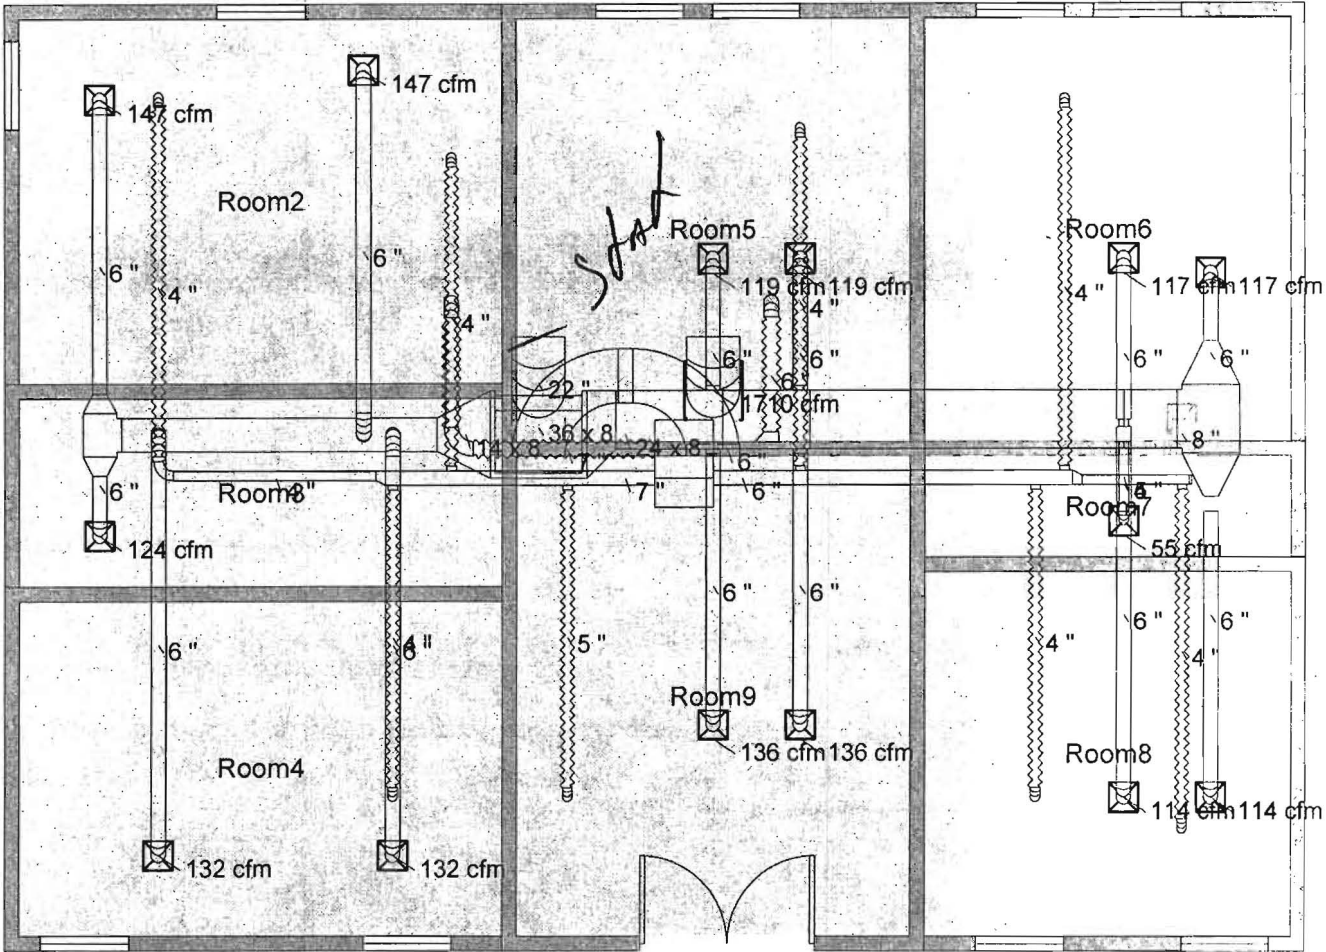 147 cfm
147 cfm
Room2
Room5
Room6
6 "
6 "
119 cfm 119 cfm
117 cfm 117 cfm
4 "
4 "
4 "
4 "
6 "
6 "
6 "
6 "
6
22 "
1710 cfm
36 x 8
4 x 8
24 x 8
8 "
6 "
6 "
Room3
7 "
6 "
Room7
124 cfm
55 cfm
6 "
6 "
6 "
6 "
6 "
5 "
4 "
4 "
Room9
136 cfm 136 cfm
Room4
Room8
114 cfm 114 cfm
132 cfm
132 cfm